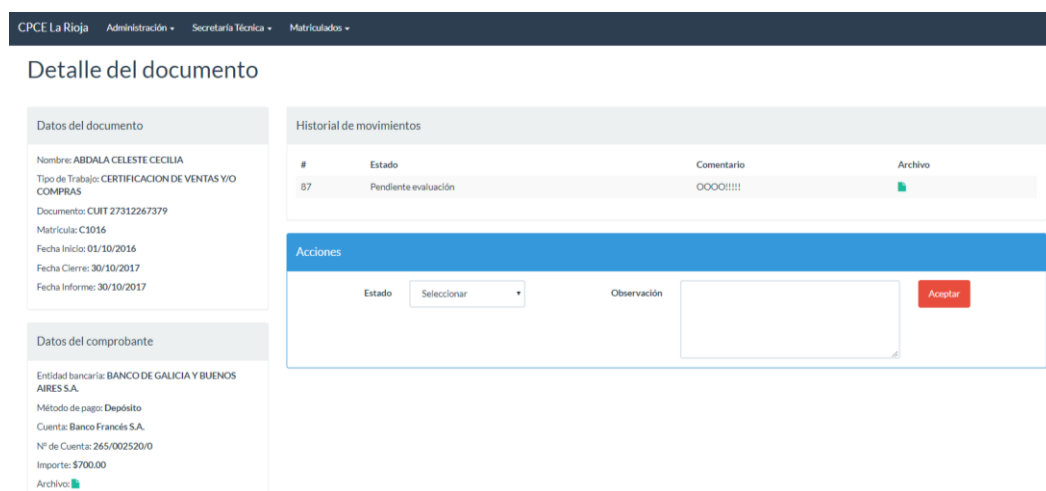 CPCE La Rioja Administración Secretaría Técnica Matriculados
Detalle del documento
Datos del documento
Nombre: ABDALA CELESTE CECILIA
Tipo de Trabajo: CERTIFICACION DE VENTAS Y/O
COMPRAS
Documento: CUIT 27312267379
Matrícula: C1016
Fecha Inicio: 01/10/2016
Fecha Cierre: 30/10/2017
Fecha Informe: 30/10/2017
Datos del comprobante
Entidad bancaria: BANCO DE GALICIA Y BUENOS
AIRES S.A.
Método de pago: Depósito
Cuenta: Banco Francés S.A.
Nº de Cuenta: 265/002520/0
Importe: $700.00
Archivo:
Historial de movimientos
# Estado Comentario Archivo
87 Pendiente evaluación OOOO!!!!!
Acciones
Estado Seleccionar Observación Aceptar